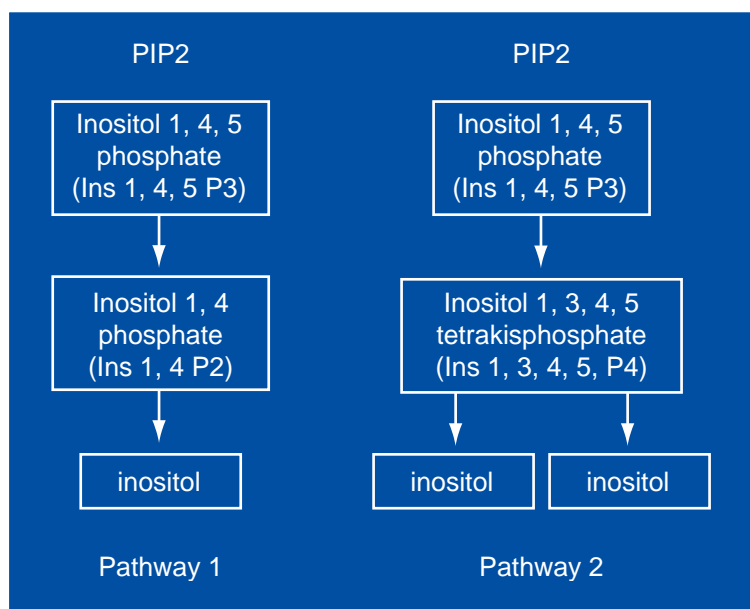 PIP2
Inositol 1, 4, 5
phosphate
(Ins 1, 4, 5 P3)
Inositol 1, 4
phosphate
(Ins 1, 4 P2)
inositol
Pathway 1
PIP2
Inositol 1, 4, 5
phosphate
(Ins 1, 4, 5 P3)
Inositol 1, 3, 4, 5
tetrakisphosphate
(Ins 1, 3, 4, 5, P4)
inositol
inositol
Pathway 2